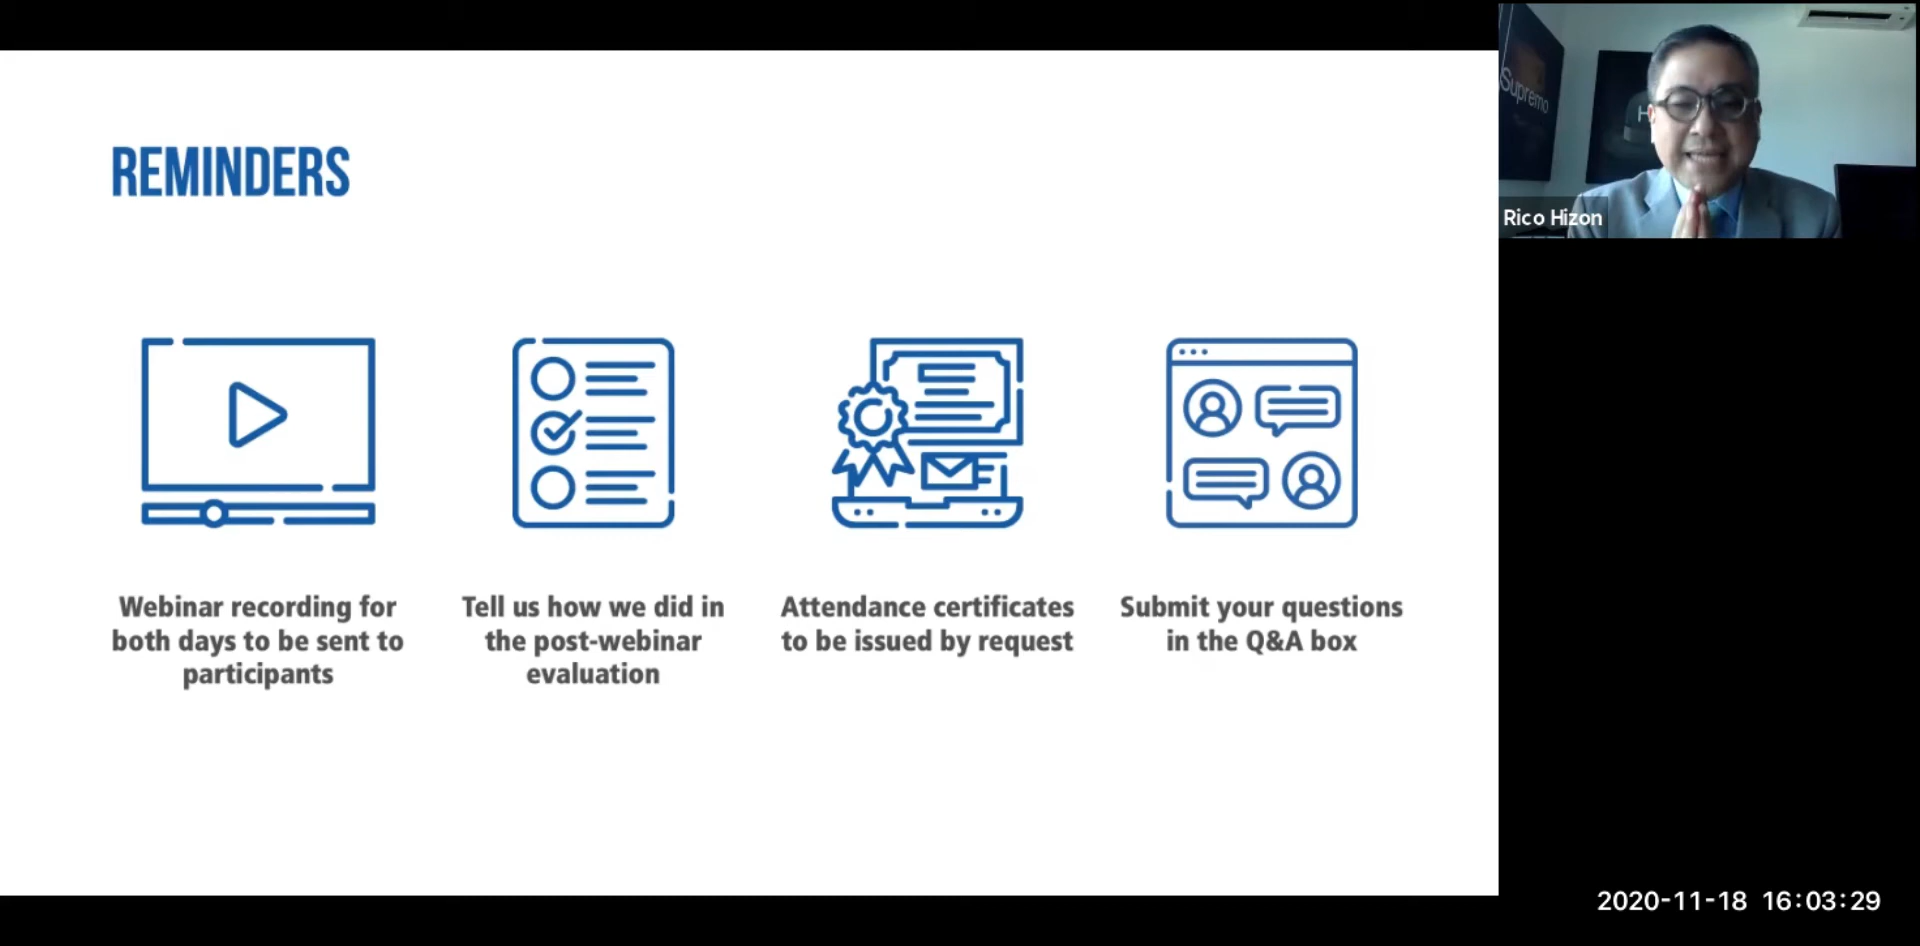 REMINDERS
Webinar recording for
both days to be sent to
participants
Tell us how we did in
the post-webinar
evaluation
Attendance certificates
to be issued by request
Submit your questions
in the Q&A box
Supremo
H
Rico Hizon
2020-11-18 16:03:29